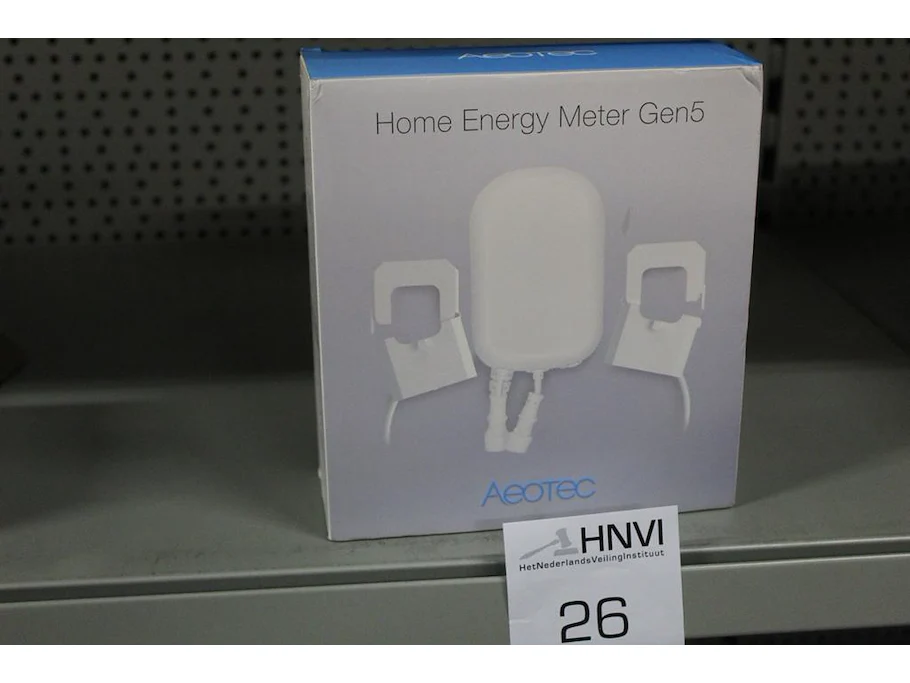 AEOTEC
Home Energy Meter Gen5
AEOTEC
HNVI
HetNederlandsVeilingInstituut
26